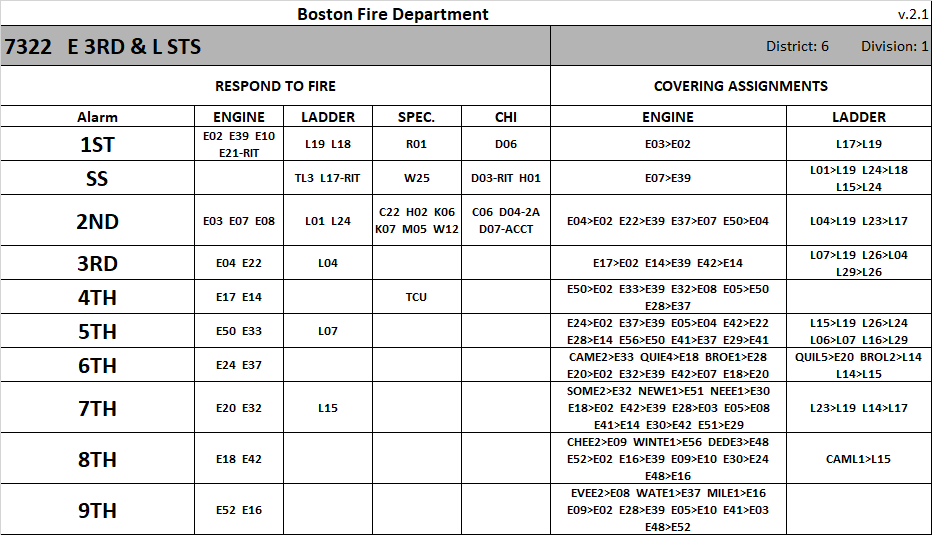 Boston Fire Department
v.2.1
7322 E 3RD & L STS
District: 6 Division: 1
RESPOND TO FIRE
COVERING ASSIGNMENTS
Alarm ENGINE LADDER SPEC. CHI ENGINE LADDER
1ST
E02 E39 E10
E21-RIT
L19 L18
R01
D06
E03>E02
L17>L19
SS
TL3 L17-RIT
W25
D03-RIT H01
E07>E39
L01>L19 L24>L18
L15>L24
2ND
E03 E07 E08
L01 L24
C22 H02 K06
K07 M05 W12
C06 D04-2A
D07-ACCT
E04>E02 E22>E39 E37>E07 E50>E04
L04>L19 L23>L17
3RD
E04 E22
L04
E17>E02 E14>E39 E42>E14
L07>L19 L26>L04
L29>L26
4TH
E17 E14
TCU
E50>E02 E33>E39 E32>E08 E05>E50
E28>E37
5TH
E50 E33
L07
E24>E02 E37>E39 E05>E04 E42>E22
E28>E14 E56>E50 E41>E37 E29>E41
L15>L19 L26>L24
L06>L07 L16>L29
6TH
E24 E37
CAME2>E33 QUIE4>E18 BROE1>E28
E20>E02 E32>E39 E42>E07 E18>E20
QUIL5>E20 BROL2>L14
L14>L15
7TH
E20 E32
L15
SOME2>E32 NEWE1>E51 NEEE1>E30
E18>E02 E42>E39 E28>E03 E05>E08
E41>E14 E30>E42 E51>E29
L23>L19 L14>L17
8TH
E18 E42
CHEE2>E09 WINTE1>E56 DEDE3>E48
E52>E02 E16>E39 E09>E10 E30>E24
E48>E16
CAML1>L15
9TH
E52 E16
EVEE2>E08 WATE1>E37 MILE1>E16
E09>E02 E28>E39 E05>E10 E41>E03
E48>E52